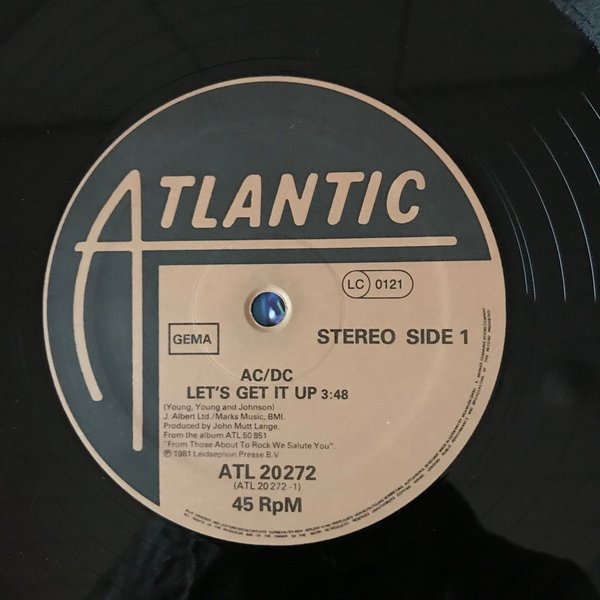 ATLANTIC
LC 0121
GEMA
STEREO SIDE 1
AC/DC
LET'S GET IT UP 3:48
(Young, Young and Johnson)
J. Albert Ltd./Marks Music, BMI.
Produced by John Mutt Lange.
From the album ATL 50 851
"From Those About To Rock We Salute You".
℗ 1981 Leidseplein Presse B.V.
ATL 20272
(ATL 20 272-1)
45 RpM